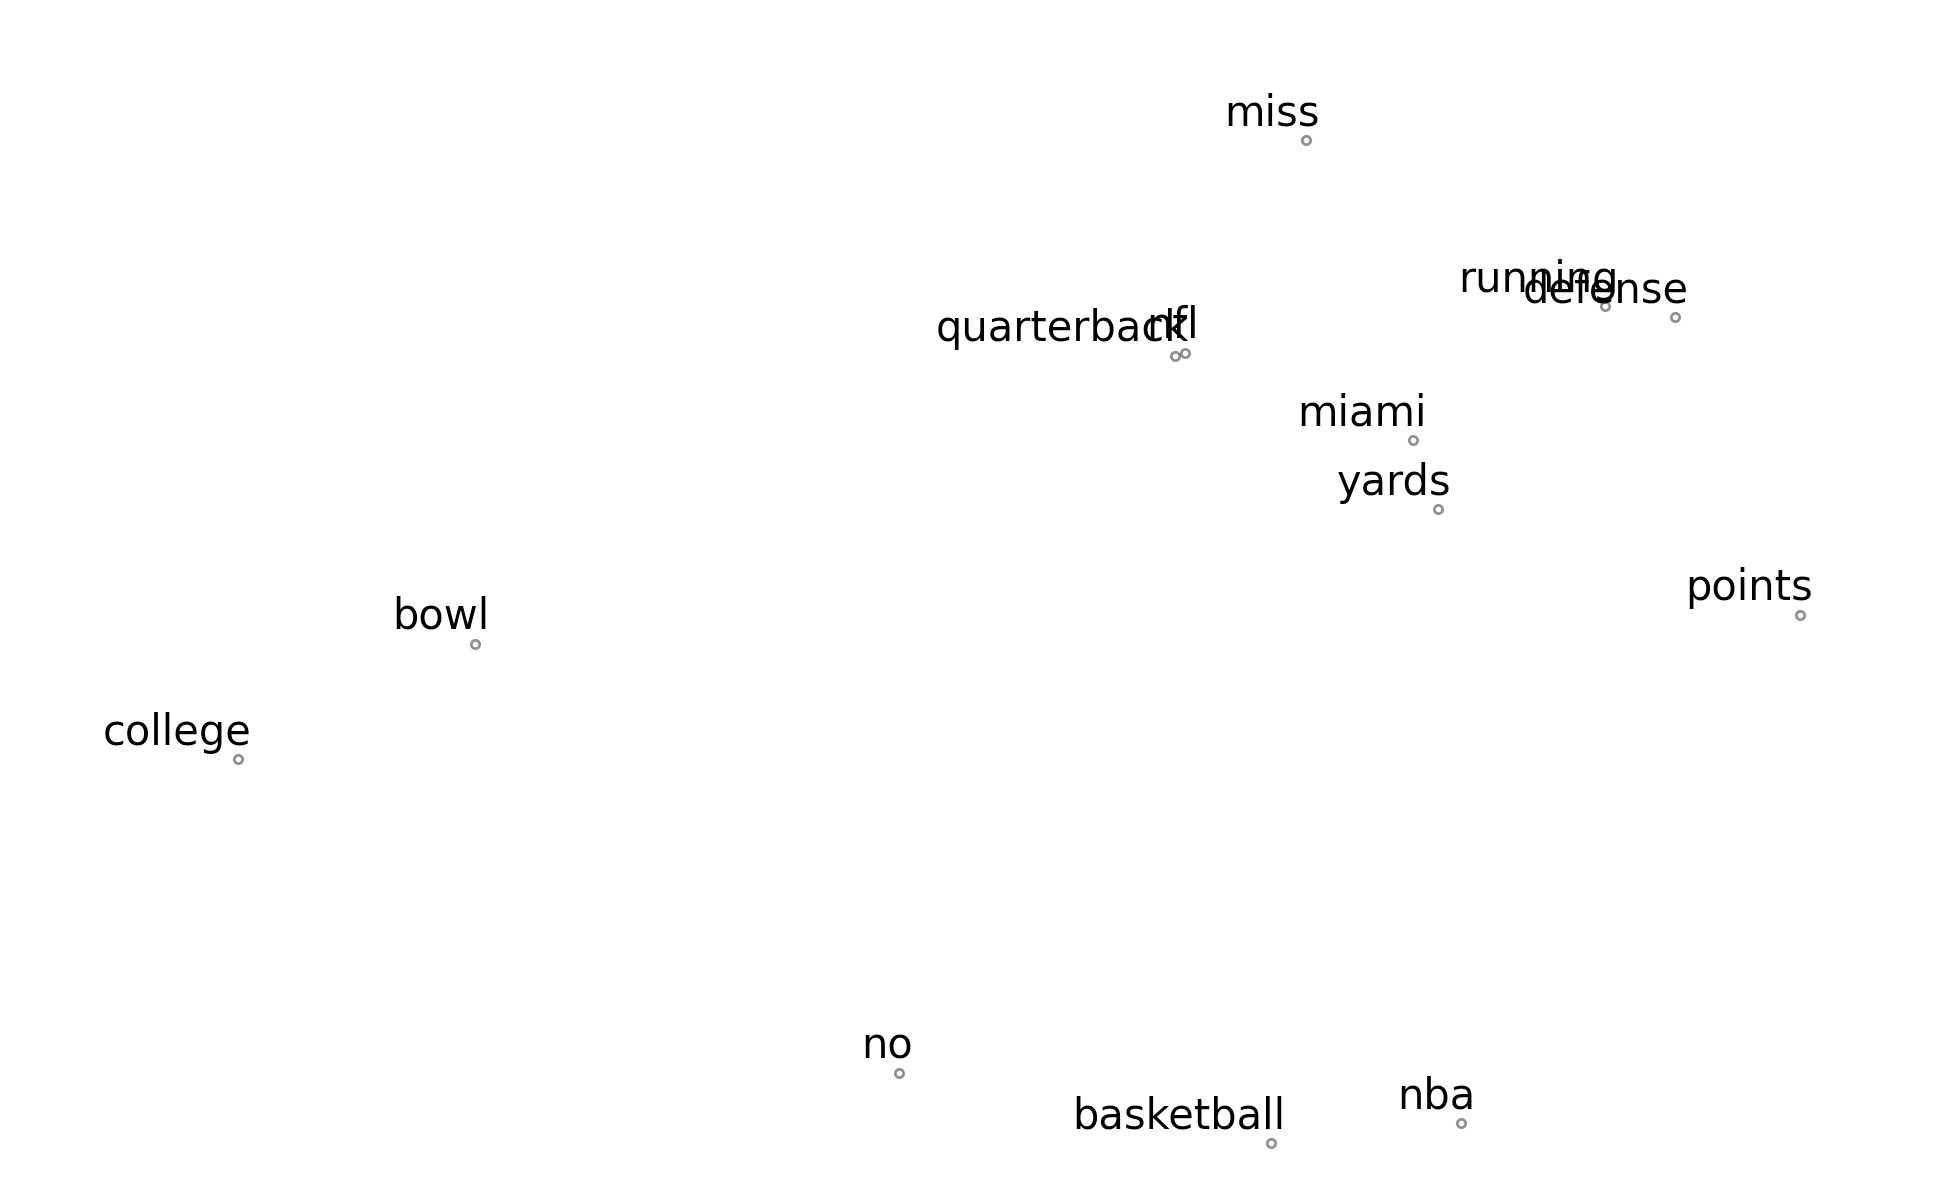 miss
running
defense
quarterback
nfl
miami
yards
points
bowl
college
no
nba
basketball